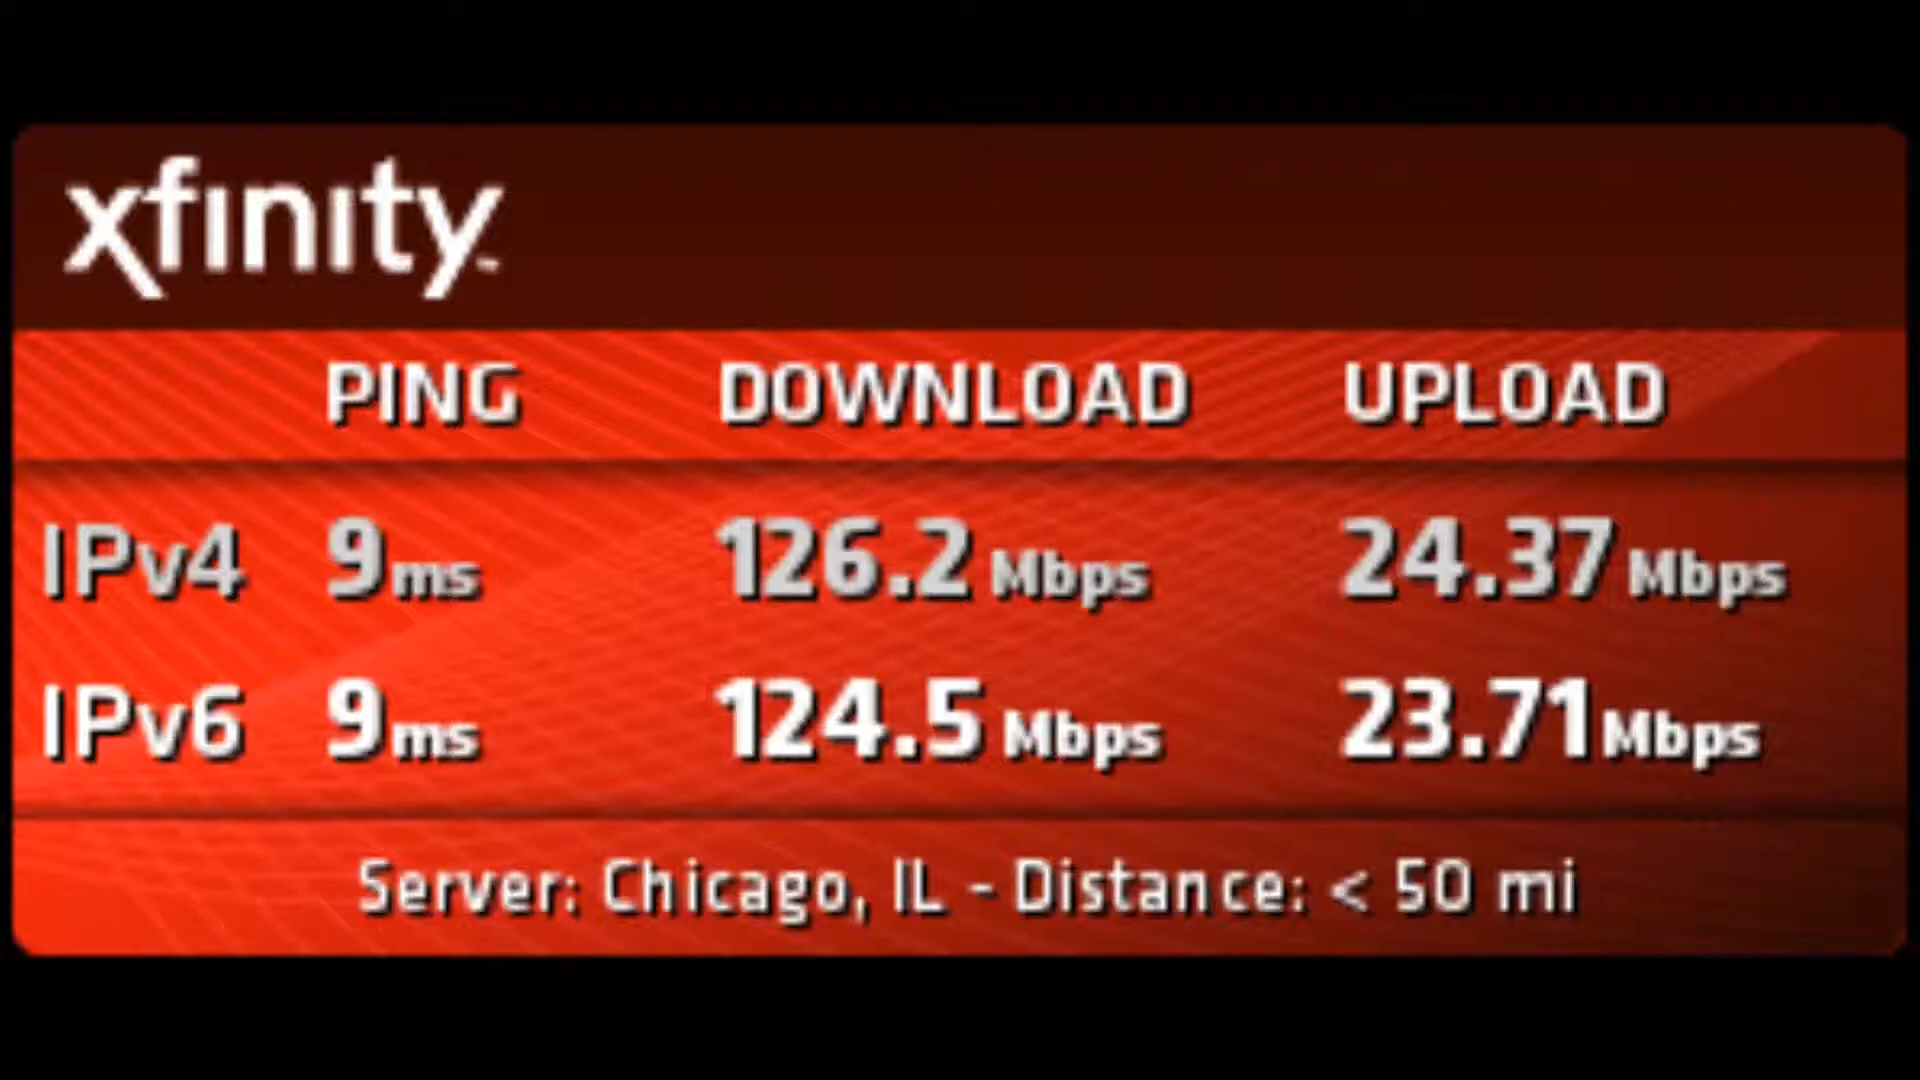 xfinity™
PING DOWNLOAD UPLOAD
IPv4 9ms 126.2 Mbps 24.37 Mbps
IPv6 9ms 124.5 Mbps 23.71 Mbps
Server: Chicago, IL - Distance: < 50 mi